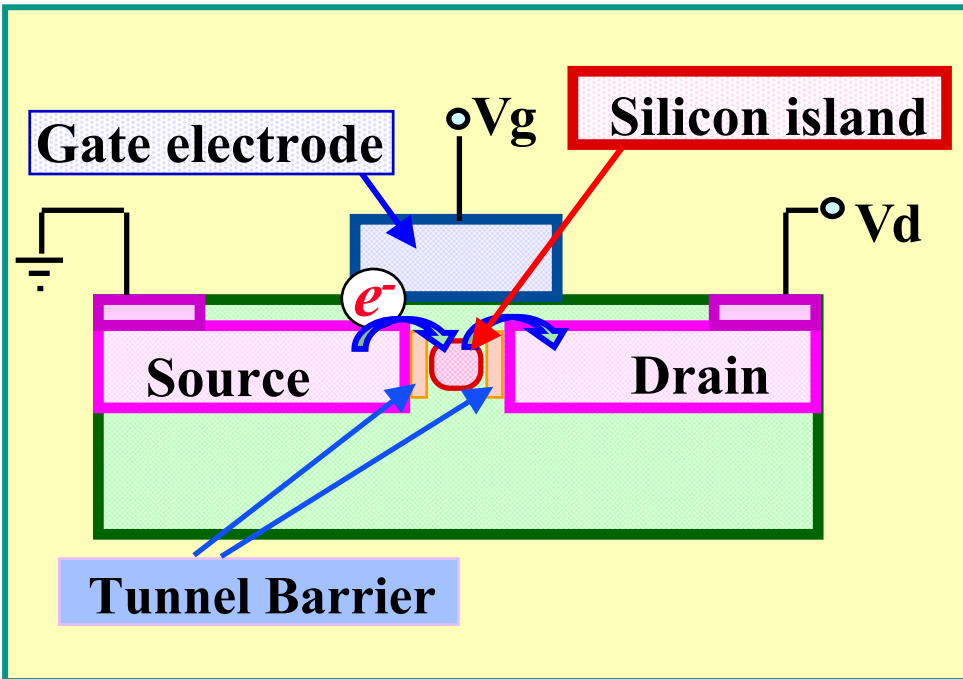 Vg
Silicon island
Gate electrode
Vd
e-
Source
Drain
Tunnel Barrier